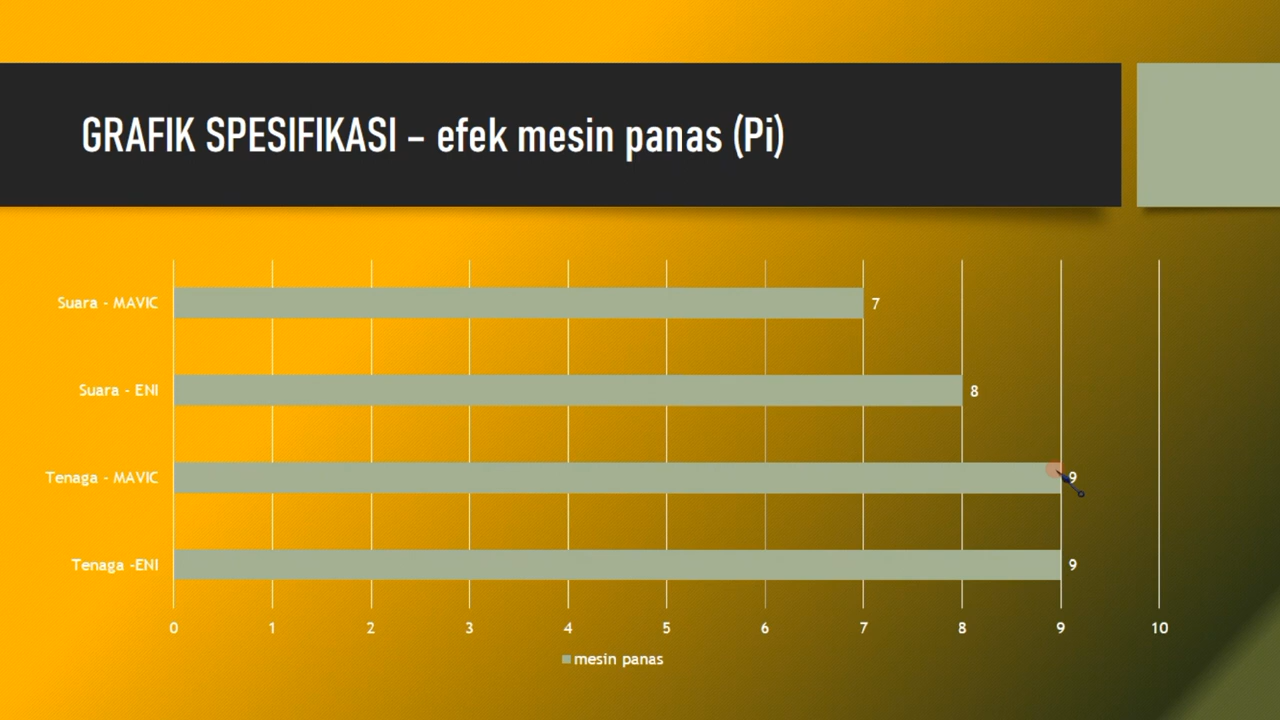 GRAFIK SPESIFIKASI – efek mesin panas (Pi)
Suara - MAVIC
7
Suara - ENI
8
Tenaga - MAVIC
9
Tenaga -ENI
9
0 1 2 3 4 5 6 7 8 9 10
mesin panas